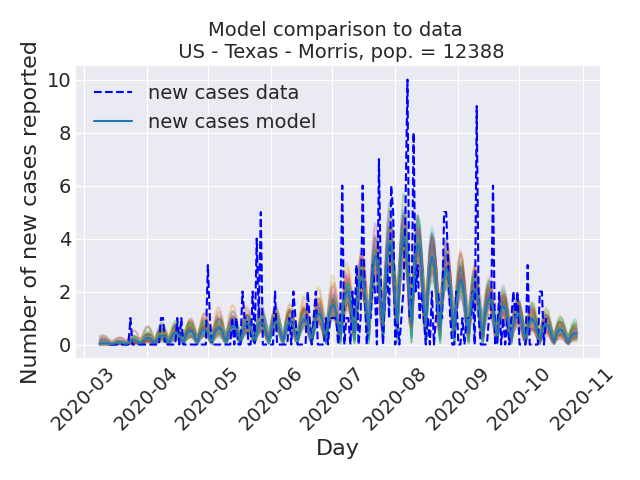 Model comparison to data
US - Texas - Morris, pop. = 12388
Number of new cases reported
10
8
6
4
2
0
new cases data
new cases model
2020-03
2020-04
2020-05
2020-06
2020-07
2020-08
2020-09
2020-10
2020-11
Day